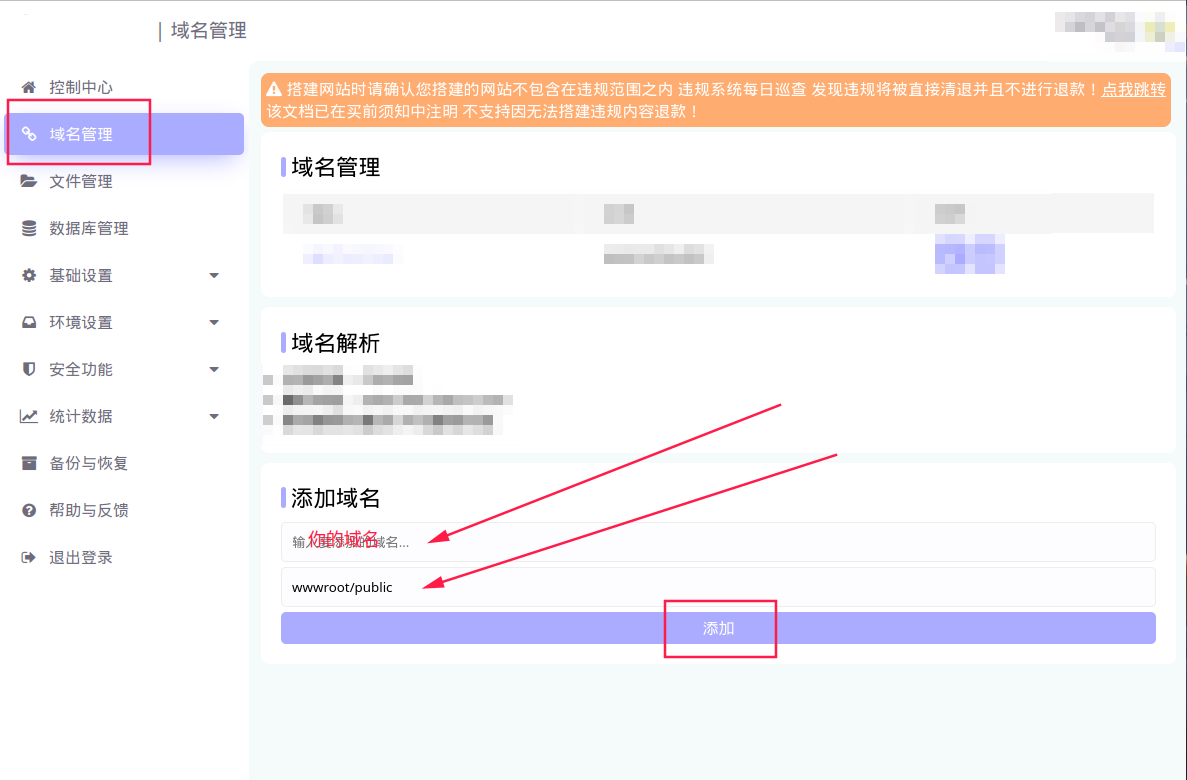 域名管理
控制中心
域名管理
文件管理
数据库管理
基础设置
环境设置
安全功能
统计数据
备份与恢复
帮助与反馈
退出登录
搭建网站时请确认您搭建的网站不包含在违规范围之内 违规系统每日巡查 发现违规将被直接清退并且不进行退款！点我跳转
该文档已在买前须知中注明 不支持因无法搭建违规内容退款！
域名管理
域名解析
添加域名
你的域名
wwwroot/public
添加